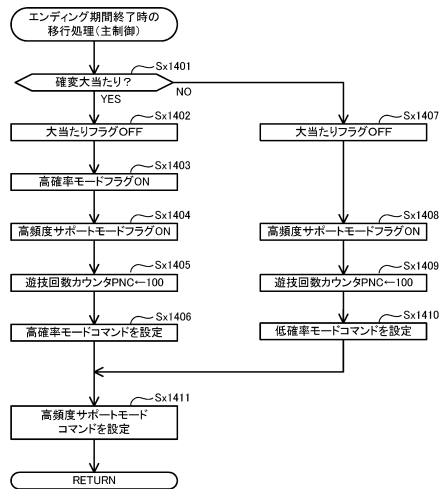 エンディング期間終了時の
移行処理(主制御)
Sx1401
確変大当たり?
YES
NO
Sx1402
大当たりフラグOFF
Sx1403
高確率モードフラグON
Sx1404
高頻度サポートモードフラグON
Sx1405
遊技回数カウンタPNC←100
Sx1406
高確率モードコマンドを設定
Sx1407
大当たりフラグOFF
Sx1408
高頻度サポートモードフラグON
Sx1409
遊技回数カウンタPNC←100
Sx1410
低確率モードコマンドを設定
Sx1411
高頻度サポートモード
コマンドを設定
RETURN